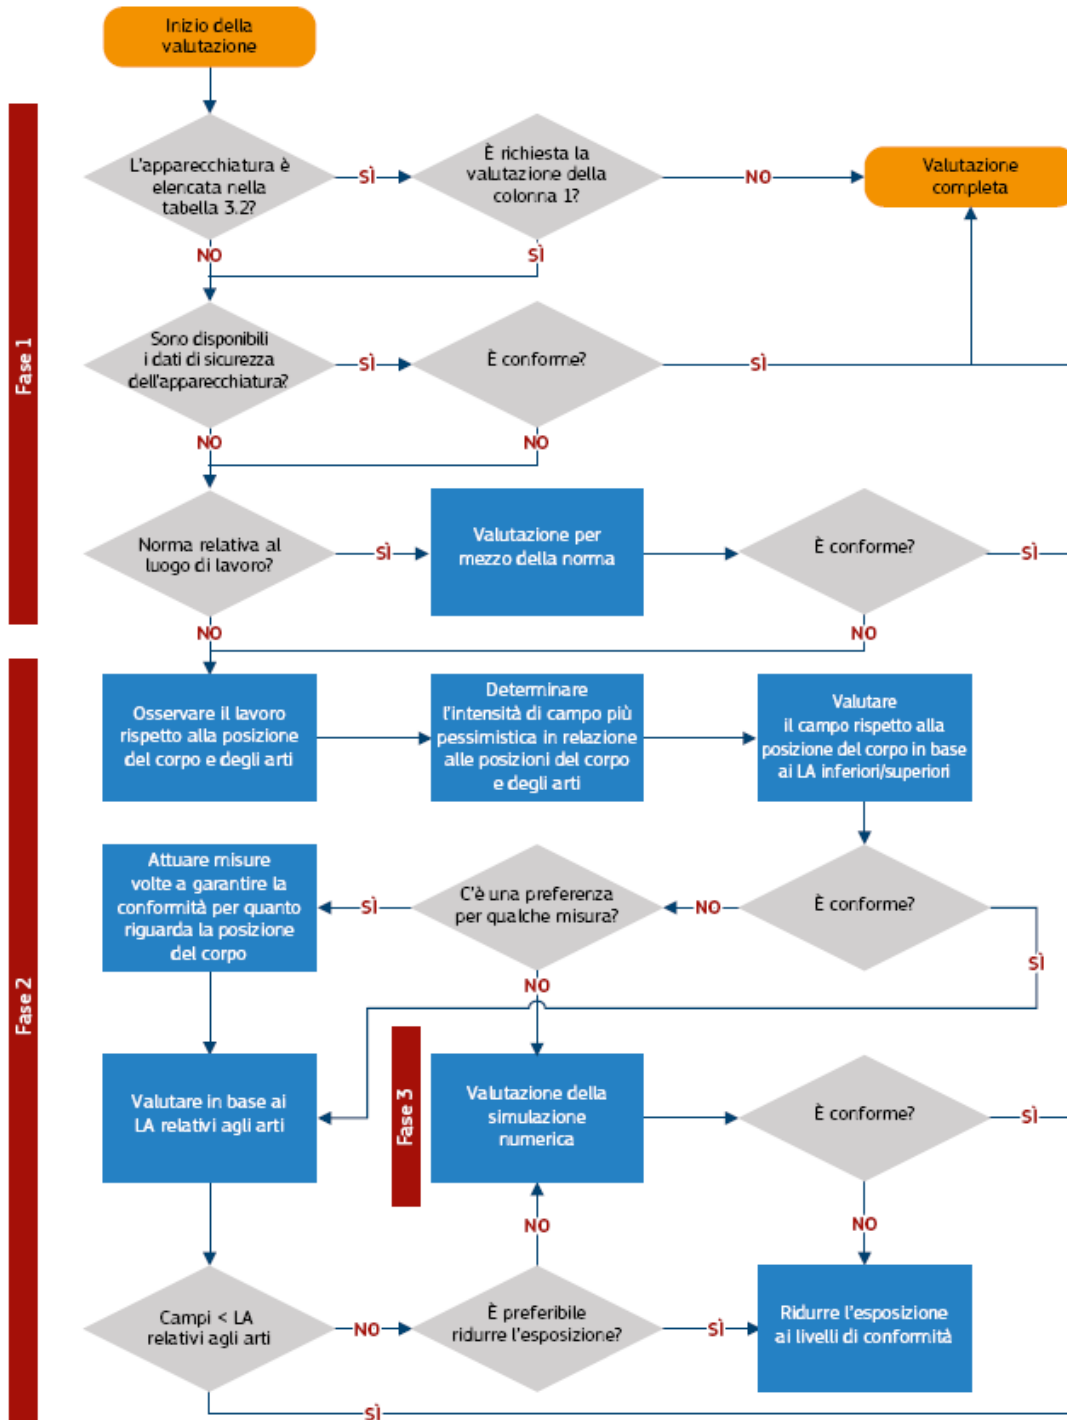 Inizio della
valutazione
Fase 1
L'apparecchiatura è
elencata nella
tabella 3.2?
SÌ
È richiesta la
valutazione della
colonna 1?
NO
Valutazione
completa
NO
SÌ
Sono disponibili
i dati di sicurezza
dell'apparecchiatura?
SÌ
È conforme?
SÌ
NO
NO
Norma relativa al
luogo di lavoro?
SÌ
Valutazione per
mezzo della norma
È conforme?
SÌ
NO
NO
Fase 2
Osservare il lavoro
rispetto alla posizione
del corpo e degli arti
Determinare
l'intensità di campo più
pessimistica in relazione
alle posizioni del corpo
e degli arti
Valutare
il campo rispetto alla
posizione del corpo in base
ai LA inferiori/superiori
Attuare misure
volte a garantire la
conformità per quanto
riguarda la posizione
del corpo
SÌ
C'è una preferenza
per qualche misura?
NO
È conforme?
SÌ
NO
Valutare in base ai
LA relativi agli arti
Fase 3
Valutazione della
simulazione
numerica
È conforme?
SÌ
NO
NO
Campi < LA
relativi agli arti
NO
È preferibile
ridurre l'esposizione?
SÌ
Ridurre l'esposizione
ai livelli di conformità
SÌ